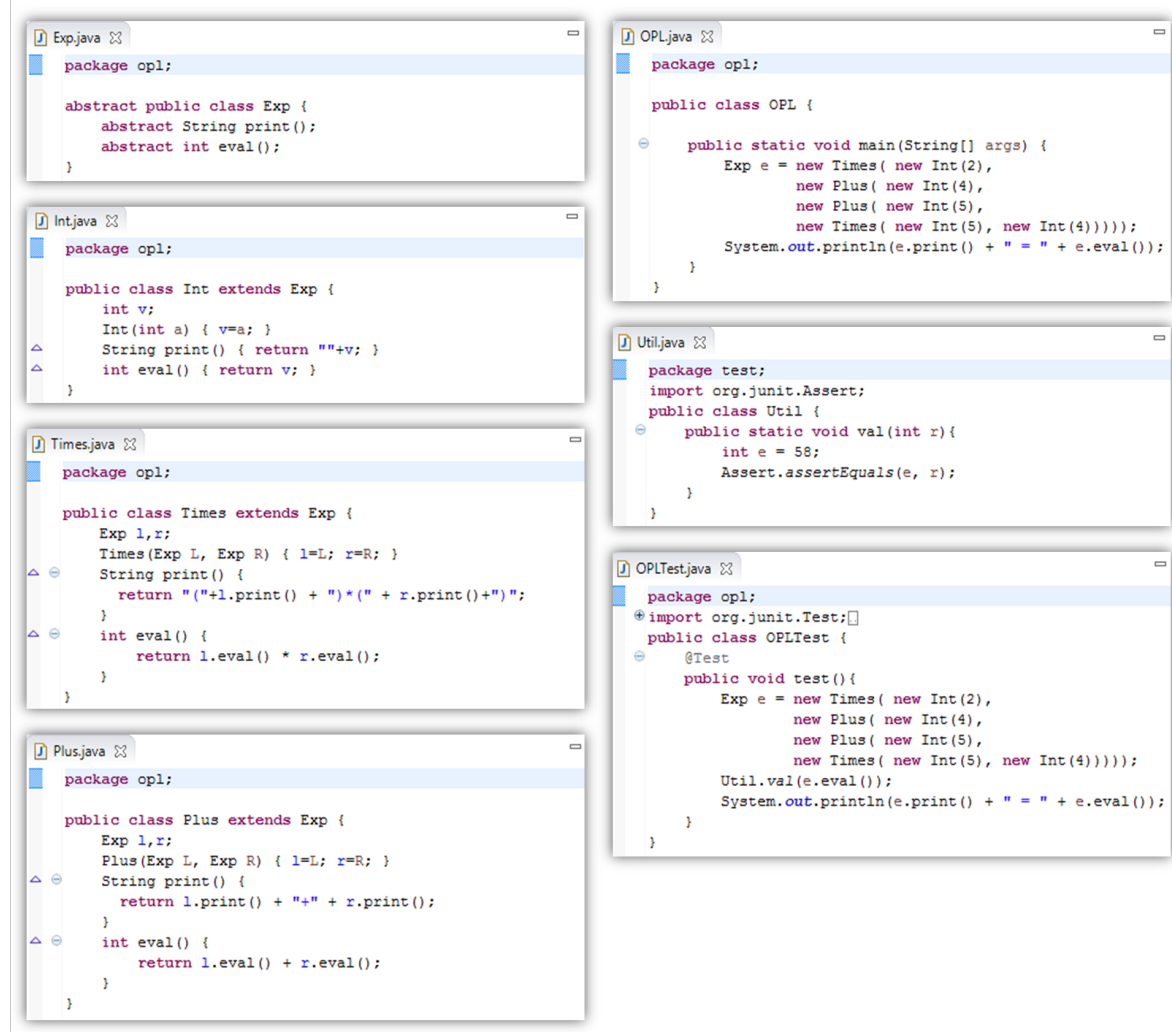 Exp.java
package opl;
abstract public class Exp {
abstract String print();
abstract int eval();
}
Int.java
package opl;
public class Int extends Exp {
int v;
Int(int a) { v=a; }
String print() { return ""+v; }
int eval() { return v; }
}
Times.java
package opl;
public class Times extends Exp {
Exp l,r;
Times(Exp L, Exp R) { l=L; r=R; }
String print() {
return "("+l.print() + ")*(" + r.print()+")";
}
int eval() {
return l.eval() * r.eval();
}
}
Plus.java
package opl;
public class Plus extends Exp {
Exp l,r;
Plus(Exp L, Exp R) { l=L; r=R; }
String print() {
return l.print() + "+" + r.print();
}
int eval() {
return l.eval() + r.eval();
}
}
OPL.java
package opl;
public class OPL {
public static void main(String[] args) {
Exp e = new Times( new Int(2),
new Plus( new Int(4),
new Plus( new Int(5),
new Times( new Int(5), new Int(4)))));
System.out.println(e.print() + " = " + e.eval());
}
}
Util.java
package test;
import org.junit.Assert;
public class Util {
public static void val(int r){
int e = 58;
Assert.assertEquals(e, r);
}
}
OPLTest.java
package opl;
import org.junit.Test;
public class OPLTest {
@Test
public void test(){
Exp e = new Times( new Int(2),
new Plus( new Int(4),
new Plus( new Int(5),
new Times( new Int(5), new Int(4)))));
Util.val(e.eval());
System.out.println(e.print() + " = " + e.eval());
}
}